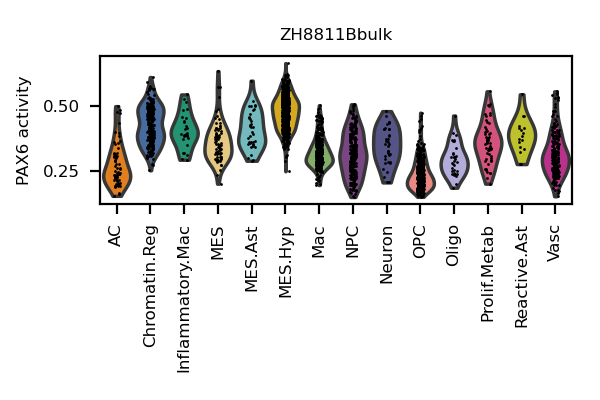 ZH8811Bbulk
PAX6 activity
0.50
0.25
AC
Chromatin.Reg
Inflammatory.Mac
MES
MES.Ast
MES.Hyp
Mac
NPC
Neuron
OPC
Oligo
Prolif.Metab
Reactive.Ast
Vasc